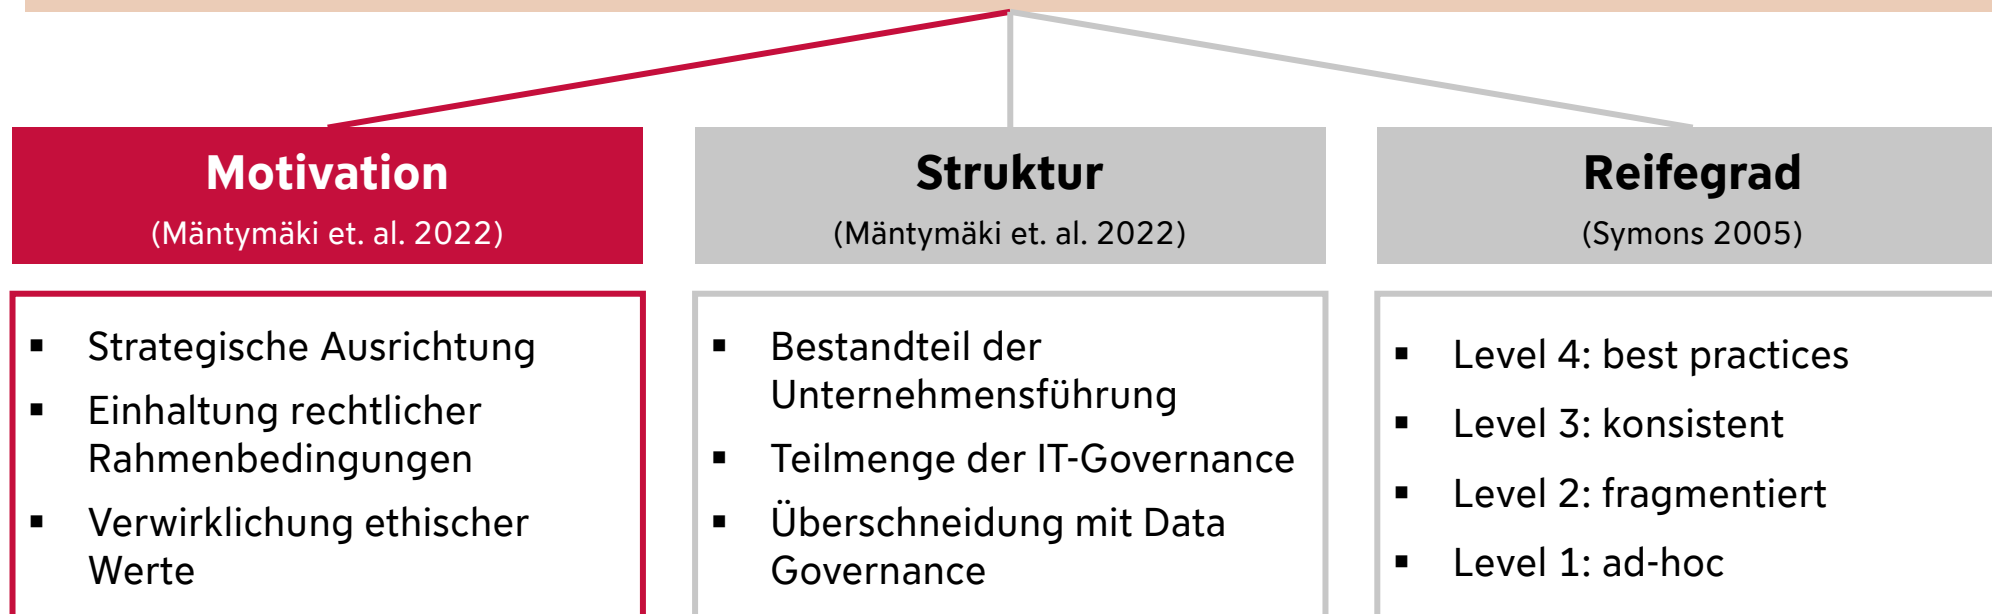 Motivation
(Mäntymäki et. al. 2022)
▪ Strategische Ausrichtung
▪ Einhaltung rechtlicher
Rahmenbedingungen
▪ Verwirklichung ethischer
Werte
Struktur
(Mäntymäki et. al. 2022)
▪ Bestandteil der
Unternehmensführung
▪ Teilmenge der IT-Governance
▪ Überschneidung mit Data
Governance
Reifegrad
(Symons 2005)
▪ Level 4: best practices
▪ Level 3: konsistent
▪ Level 2: fragmentiert
▪ Level 1: ad-hoc